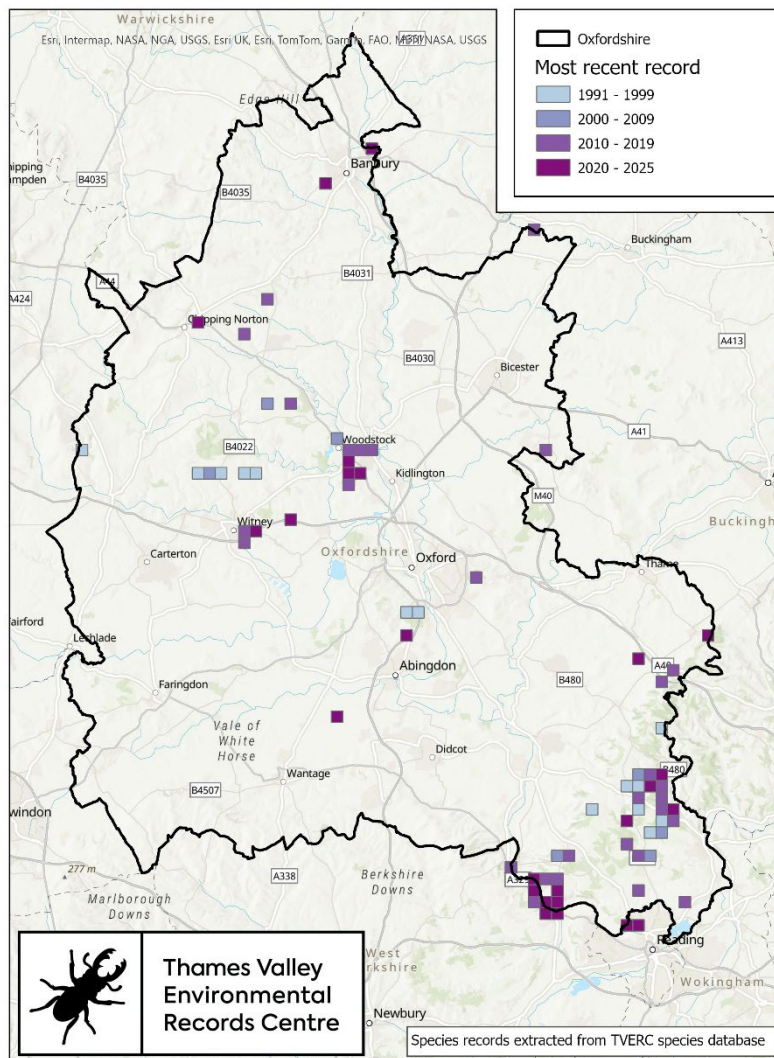 Warwickshire
Esri, Intermap, NASA, NGA, USGS, Esri UK, Esri, TomTom, Garmin, FAO, METI/NASA, USGS
Oxfordshire
Most recent record
1991 - 1999
2000 - 2009
2010 - 2019
2020 - 2025
Edge Hill
Banbury
B4035
B4035
Buckingham
B4031
A44
A424
Chipping Norton
A413
B4030
Bicester
A41
B4022
Woodstock
Kidlington
M40
Witney
Oxfordshire
Oxford
Carterton
Thame
Lechlade
A40
Abingdon
B480
Faringdon
Vale of
White
Horse
Didcot
B480
Wantage
B4507
A338
277 m
Berkshire
Downs
Marlborough
Downs
Reading
West
Wokingham
Newbury
Thames Valley
Environmental
Records Centre
Species records extracted from TVERC species database